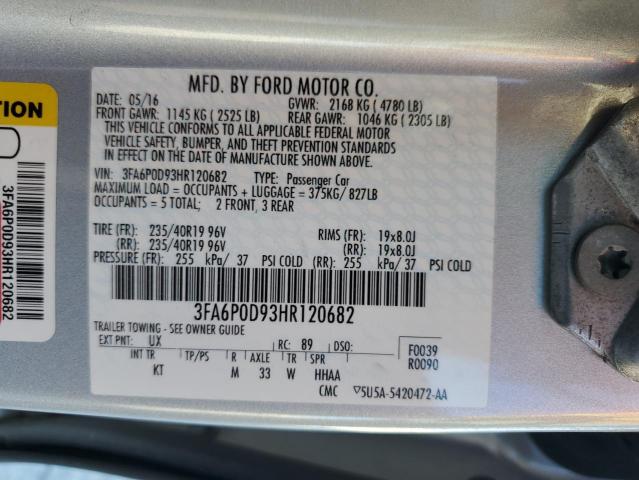 MFD. BY FORD MOTOR CO.
DATE: 05/16 GVWR: 2168 KG ( 4780 LB)
FRONT GAWR: 1145 KG ( 2525 LB) REAR GAWR: 1046 KG ( 2305 LB)
THIS VEHICLE CONFORMS TO ALL APPLICABLE FEDERAL MOTOR
VEHICLE SAFETY, BUMPER, AND THEFT PREVENTION STANDARDS
IN EFFECT ON THE DATE OF MANUFACTURE SHOWN ABOVE.
VIN: 3FA6P0D93HR120682 TYPE: Passenger Car
MAXIMUM LOAD = OCCUPANTS + LUGGAGE = 375KG/ 827LB
OCCUPANTS = 5 TOTAL; 2 FRONT, 3 REAR
TIRE (FR): 235/40R19 96V RIMS (FR): 19x8.0J
(RR): 235/40R19 96V (RR): 19x8.0J
PRESSURE (FR): 255 kPa/ 37 PSI COLD (RR): 255 kPa/ 37 PSI COLD
3FA6P0D93HR120682
TRAILER TOWING - SEE OWNER GUIDE
EXT PNT: UX RC: 89 DSO: F0039
INT TR TP/PS R AXLE TR SPR R0090
KT M 33 W HHAA
CMC ▽5U5A-5420472-AA
TION
3FA6P0D93HR120682